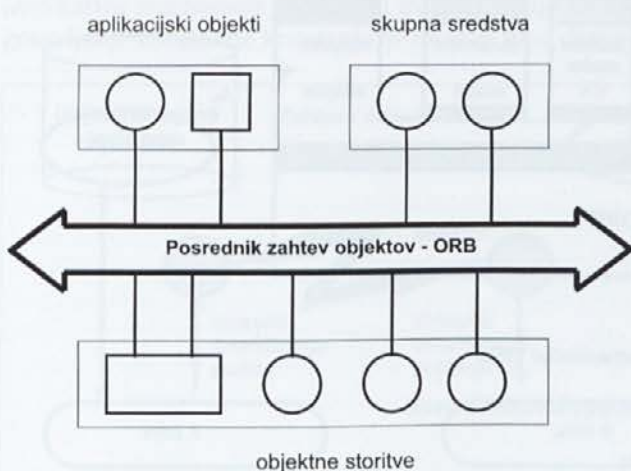 aplikacijski objekti
skupna sredstva
Posrednik zahtev objektov - ORB
objektne storitve